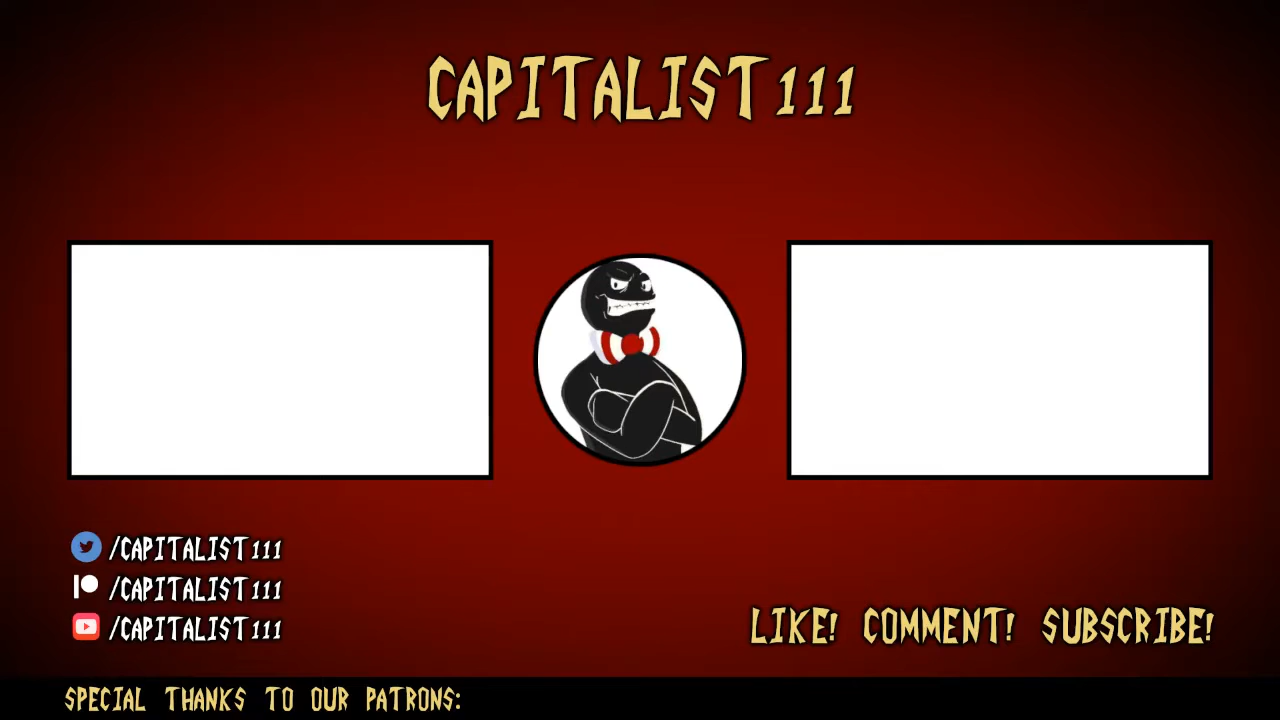 CAPITALIST111
/CAPITALIST111
/CAPITALIST111
/CAPITALIST111
LIKE! COMMENT! SUBSCRIBE!
SPECIAL THANKS TO OUR PATRONS: